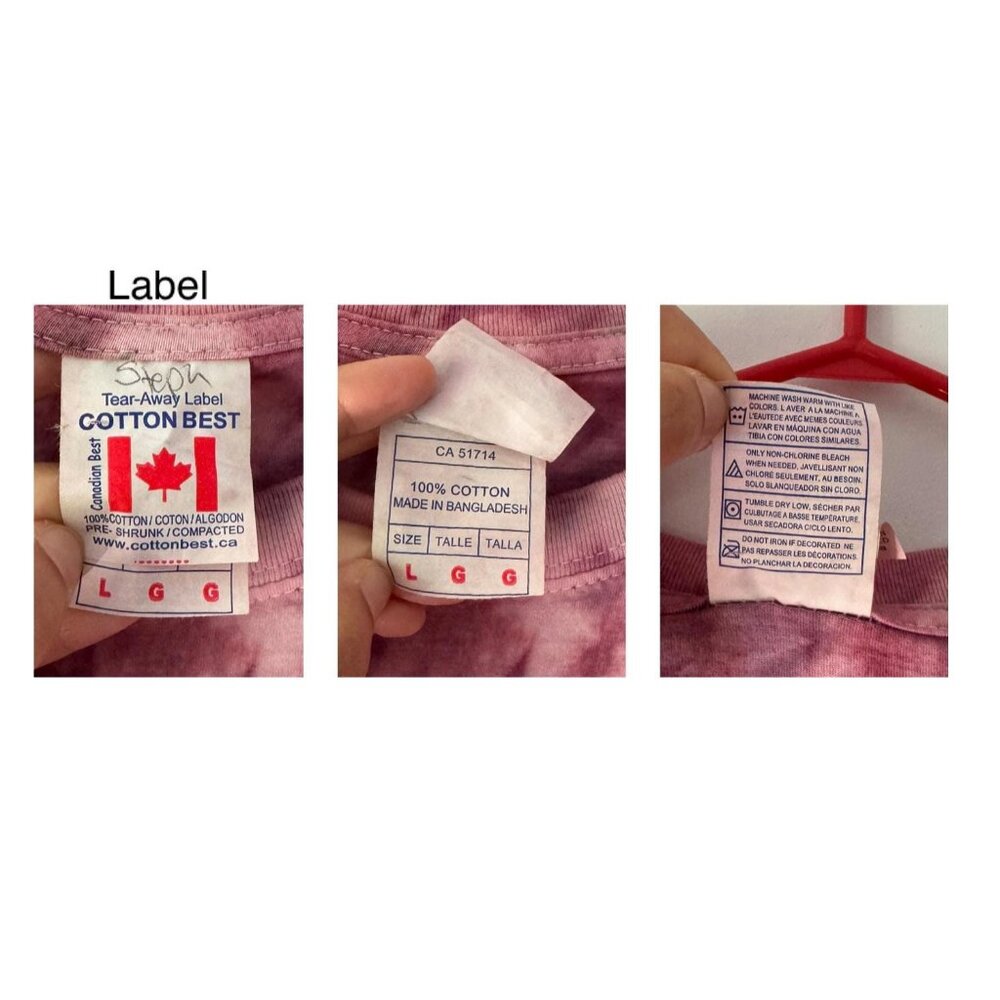 Label
Steph
Tear-Away Label
COTTON BEST
Canadian Best
100%COTTON / COTON / ALGODON
PRE- SHRUNK / COMPACTED
www.cottonbest.ca
L G G
CA 51714
100% COTTON
MADE IN BANGLADESH
SIZE TALLE TALLA
L G G
MACHINE WASH WARM WITH LIKE
COLORS. LAVER A LA MACHINE A
L'EAUTEDE AVEC MEMES COULEURS.
LAVAR EN MÁQUINA CON AGUA
TIBIA CON COLORES SIMILARES.
ONLY NON-CHLORINE BLEACH
WHEN NEEDED, JAVÉLLISANT NON
CHLORÉ SEULEMENT, AU BESOIN.
SOLO BLANQUEADOR SIN CLORO.
TUMBLE DRY LOW, SÉCHER PAR
CULBUTAGE A BASSE TEMPÉRATURE,
USAR SECADORA CICLO LENTO.
DO NOT IRON IF DECORATED NE
PAS REPASSER LES DÉCORATIONS.
NO PLANCHAR LA DECORACION.